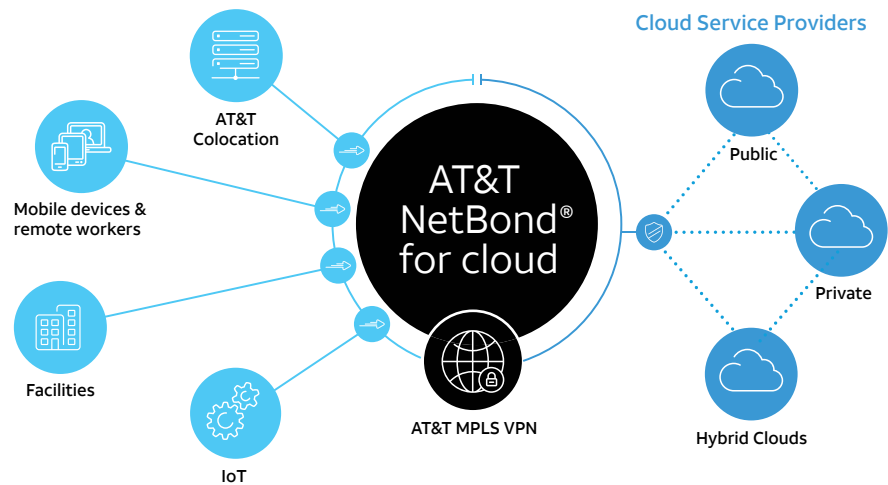 Cloud Service Providers
AT&T
Colocation
Public
Mobile devices &
remote workers
AT&T
NetBond®
for cloud
Private
Facilities
AT&T MPLS VPN
Hybrid Clouds
IoT